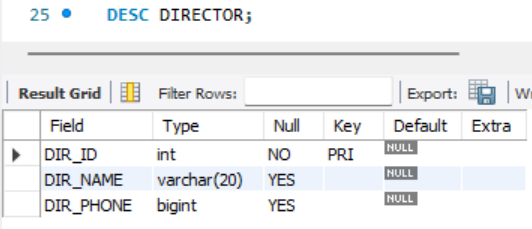 25 DESC DIRECTOR;
Result Grid Filter Rows: Export:
Field Type Null Key Default Extra
DIR_ID int NO PRI NULL
DIR_NAME varchar(20) YES NULL
DIR_PHONE bigint YES NULL